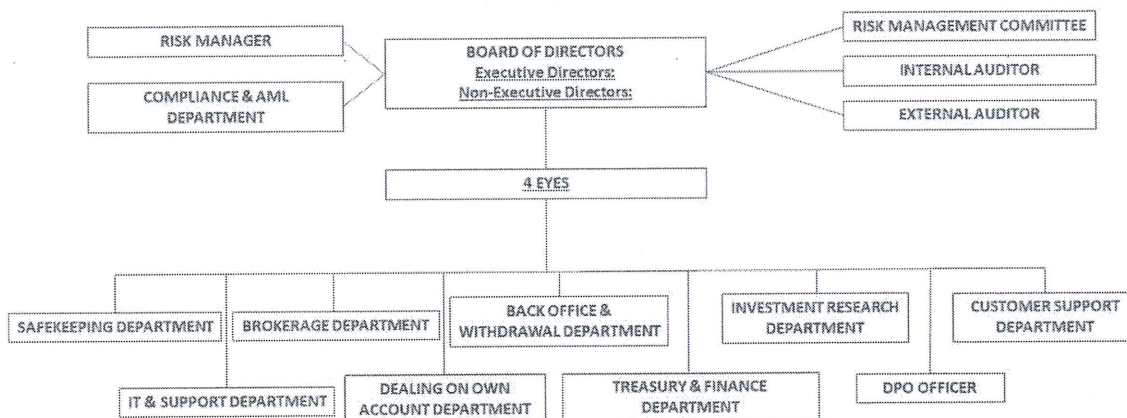 RISK MANAGER
COMPLIANCE & AML
DEPARTMENT
BOARD OF DIRECTORS
Executive Directors:
Non-Executive Directors:
RISK MANAGEMENT COMMITTEE
INTERNAL AUDITOR
EXTERNAL AUDITOR
4 EYES
SAFEKEEPING DEPARTMENT
BROKERAGE DEPARTMENT
BACK OFFICE &
WITHDRAWAL DEPARTMENT
INVESTMENT RESEARCH
DEPARTMENT
CUSTOMER SUPPORT
DEPARTMENT
IT & SUPPORT DEPARTMENT
DEALING ON OWN
ACCOUNT DEPARTMENT
TREASURY & FINANCE
DEPARTMENT
DPO OFFICER